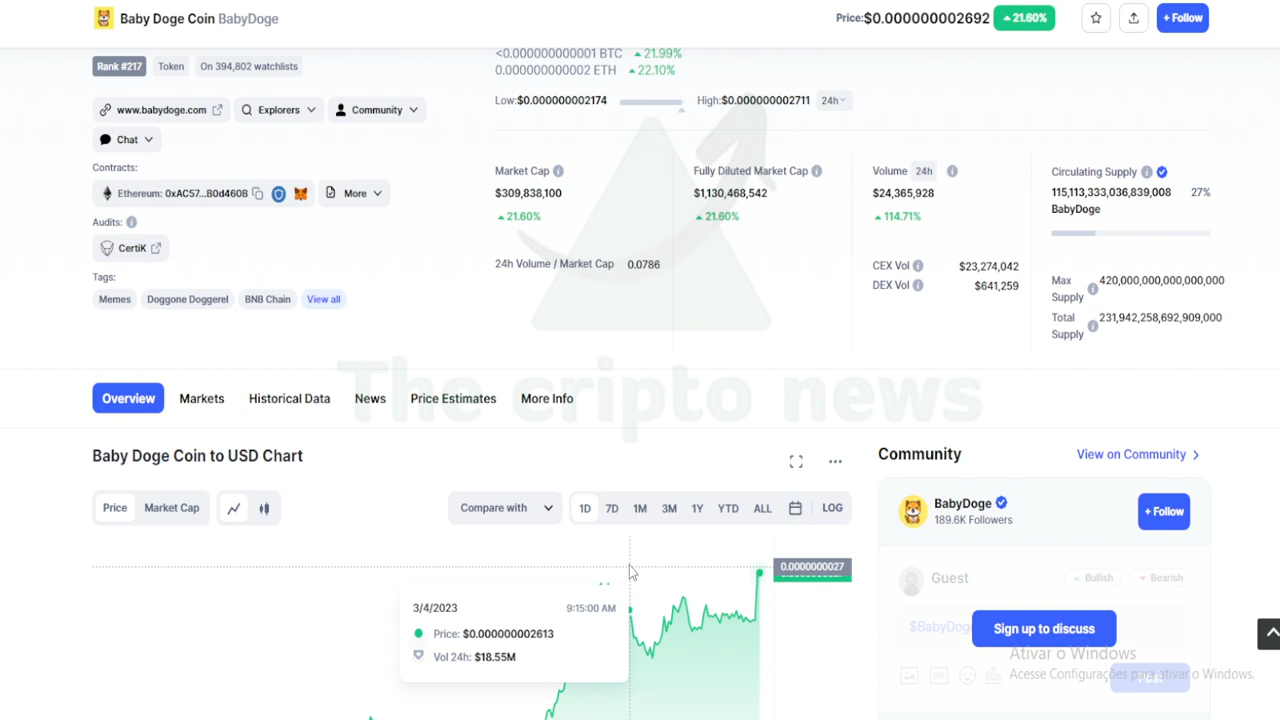 Baby Doge Coin BabyDoge
Price:$0.000000002692 21.60%
+ Follow
Rank #217 Token On 394,802 watchlists
<0.000000000001 BTC 21.99%
0.000000000002 ETH 22.10%
Low:$0.000000002174 High:$0.000000002711 24h
www.babydoge.com Explorers Community
Chat
Contracts:
Ethereum: 0xAC57...B0d460B More
Audits:
CertiK
Tags:
Memes Doggone Doggerel BNB Chain View all
Market Cap
$309,838,100
21.60%
24h Volume / Market Cap 0.0786
Fully Diluted Market Cap
$1,130,468,542
21.60%
Volume 24h
$24,365,928
114.71%
CEX Vol $23,274,042
DEX Vol $641,259
Circulating Supply
115,113,333,036,839,008 27%
BabyDoge
Max Supply 420,000,000,000,000,000
Total Supply 231,942,258,692,909,000
The cripto news
Overview Markets Historical Data News Price Estimates More Info
Baby Doge Coin to USD Chart
Price Market Cap
Compare with 1D 7D 1M 3M 1Y YTD ALL LOG
0.0000000027
3/4/2023 9:15:00 AM
Price: $0.000000002613
Vol 24h: $18.55M
Community View on Community
BabyDoge
189.6K Followers
+ Follow
Guest Bullish Bearish
$BabyDog
Sign up to discuss
GIF
Ativar o Windows
Acesse Configurações para ativar o Windows.